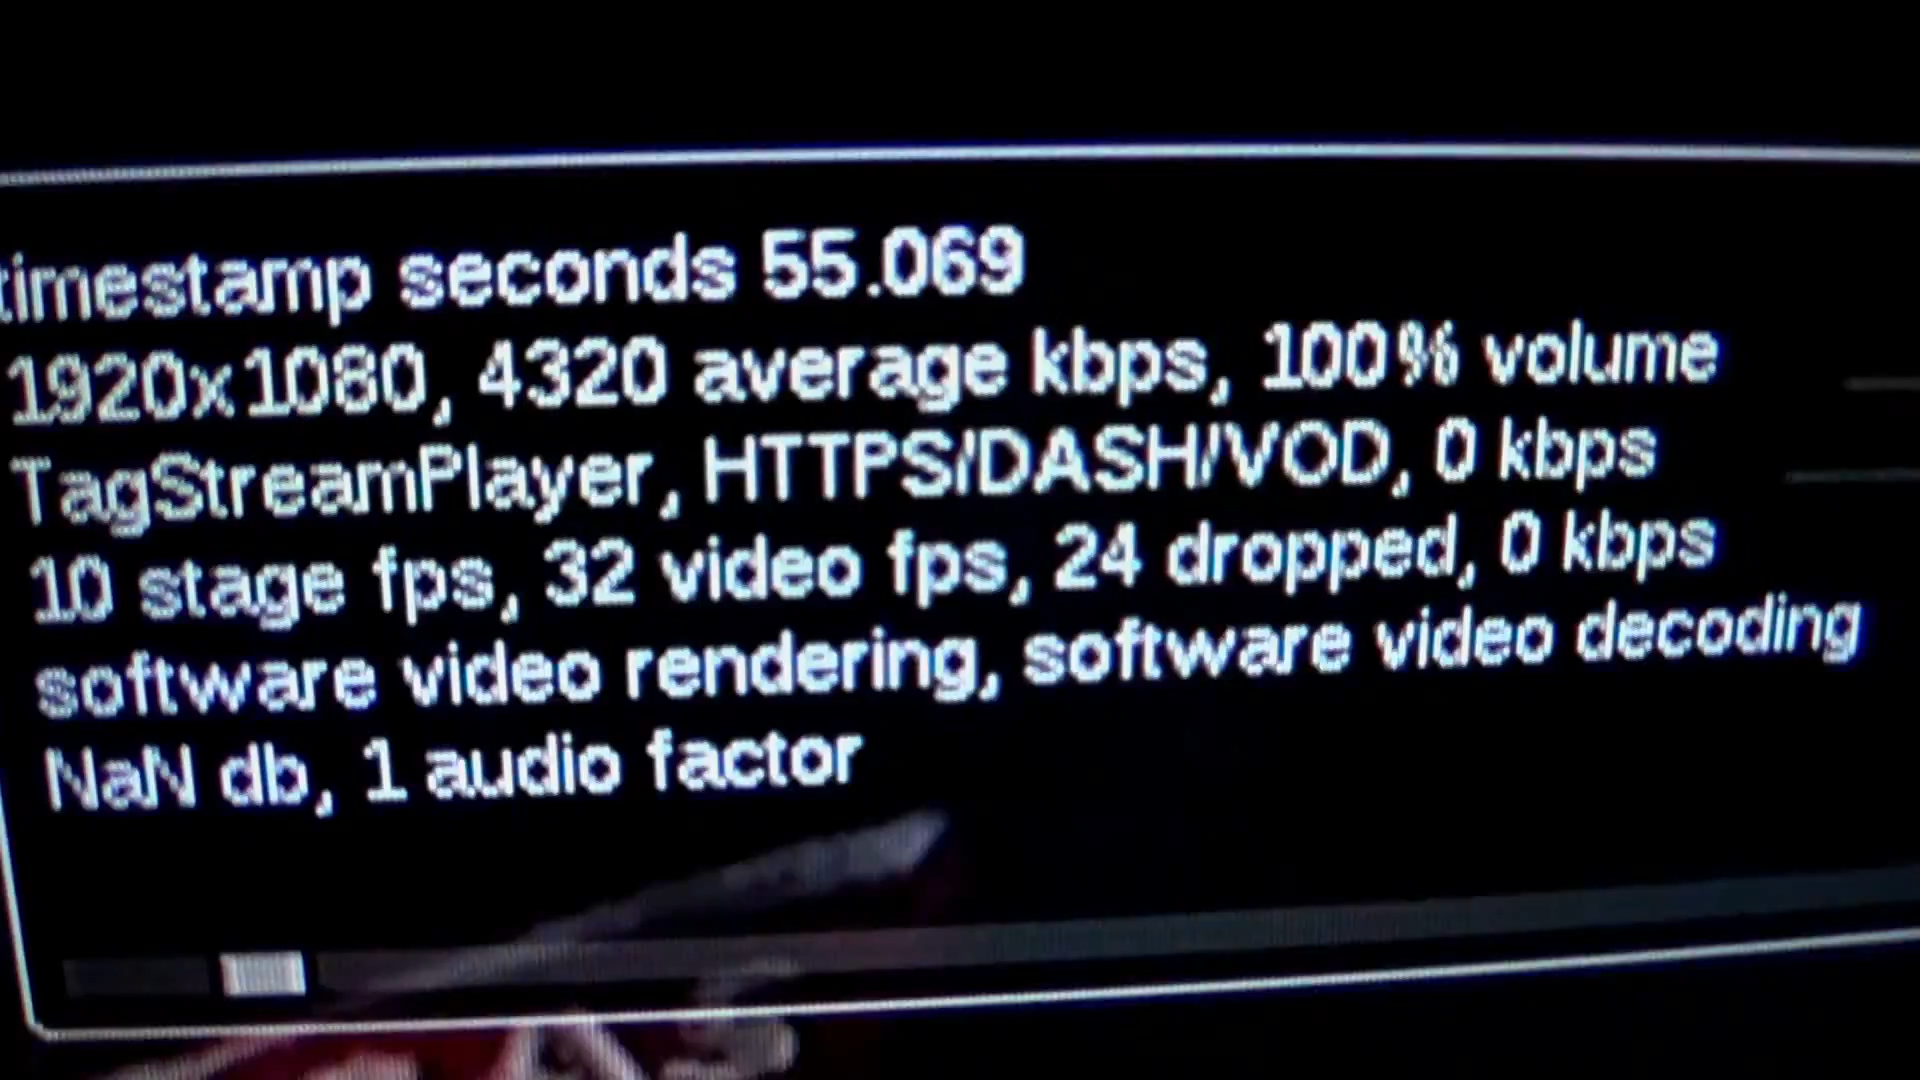 timestamp seconds 55.069
1920x1080, 4320 average kbps, 100% volume
TagStreamPlayer, HTTPS/DASH/VOD, 0 kbps
10 stage fps, 32 video fps, 24 dropped, 0 kbps
software video rendering, software video decoding
NaN db, 1 audio factor